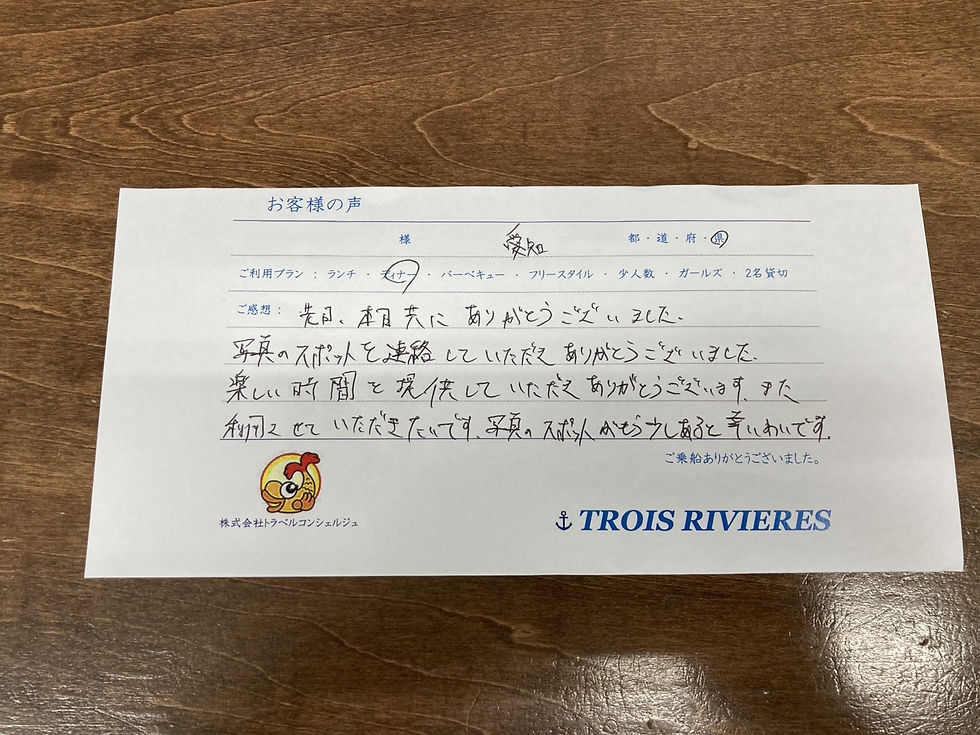 お客様の声
様 愛知 都・道・府・県
ご利用プラン : ランチ ・ ディナー ・ バーベキュー ・ フリースタイル ・ 少人数 ・ ガールズ ・ 2名貸切
ご感想 : 先日、本日共に ありがとうございました。
写真のスポットを連絡していただきありがとうございました。
楽しい時間を提供していただきありがとうございます。また
利用させていただきたいです。写真のスポットがもう少しあると幸いです。
ご乗船ありがとうございました。
株式会社トラベルコンシェルジュ
TROIS RIVIERES